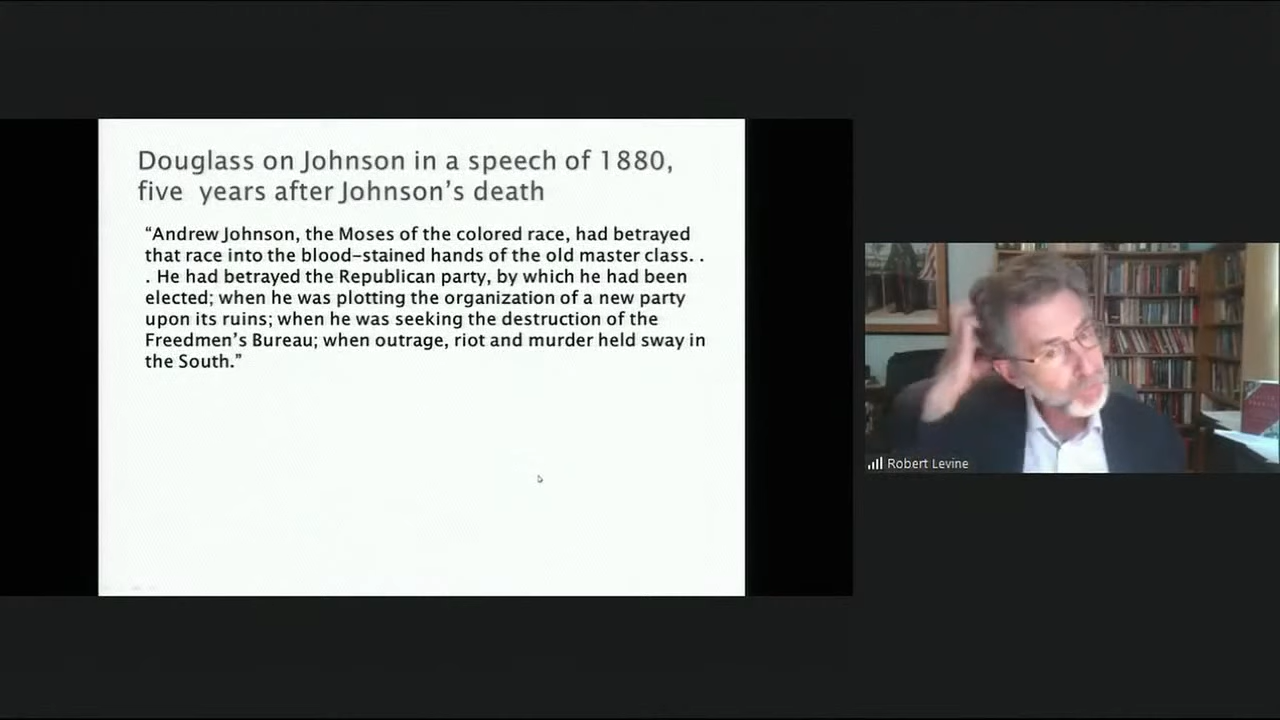 Douglass on Johnson in a speech of 1880,
five  years after Johnson’s death
“Andrew Johnson, the Moses of the colored race, had betrayed
that race into the blood-stained hands of the old master class. .
. He had betrayed the Republican party, by which he had been
elected; when he was plotting the organization of a new party
upon its ruins; when he was seeking the destruction of the
Freedmen’s Bureau; when outrage, riot and murder held sway in
the South.”
Robert Levine